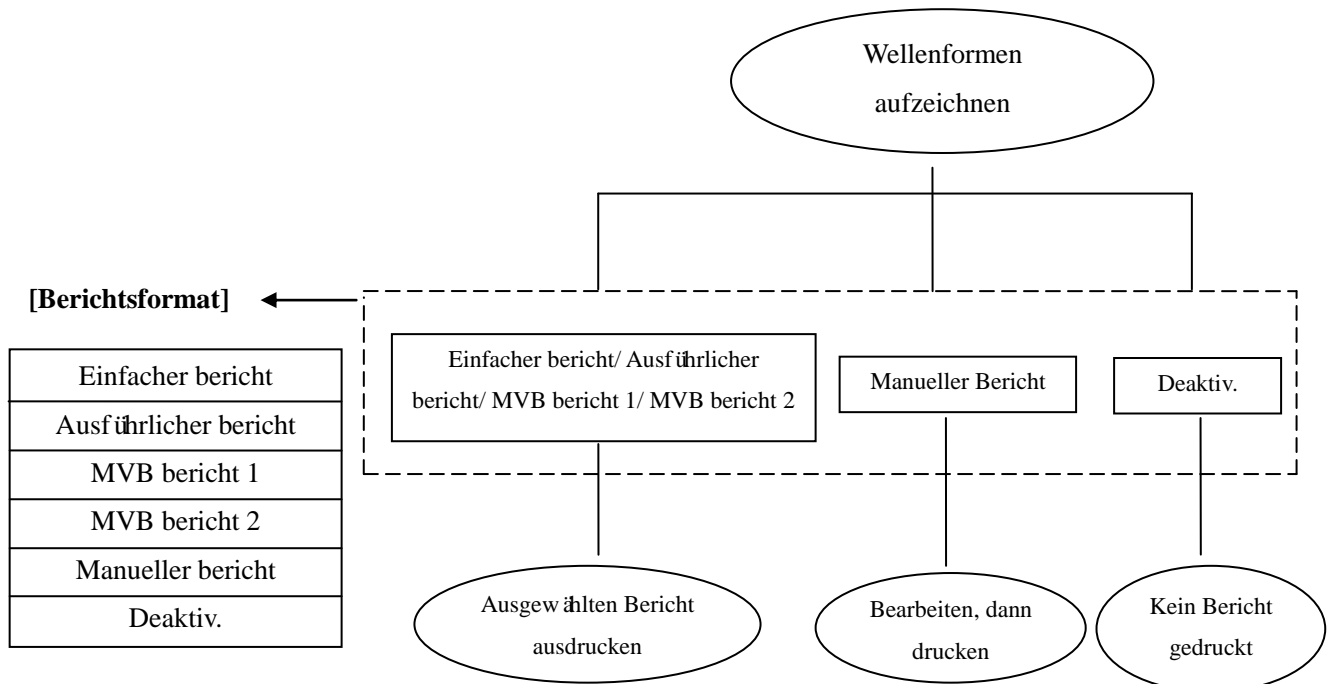 Wellenformen
aufzeichnen
[Berichtsformat]
Einfacher bericht
Ausführlicher bericht
MVB bericht 1
MVB bericht 2
Manueller bericht
Deaktiv.
Einfacher bericht/ Ausführlicher
bericht/ MVB bericht 1/ MVB bericht 2
Manueller Bericht
Deaktiv.
Ausgewählten Bericht
ausdrucken
Bearbeiten, dann
drucken
Kein Bericht
gedruckt